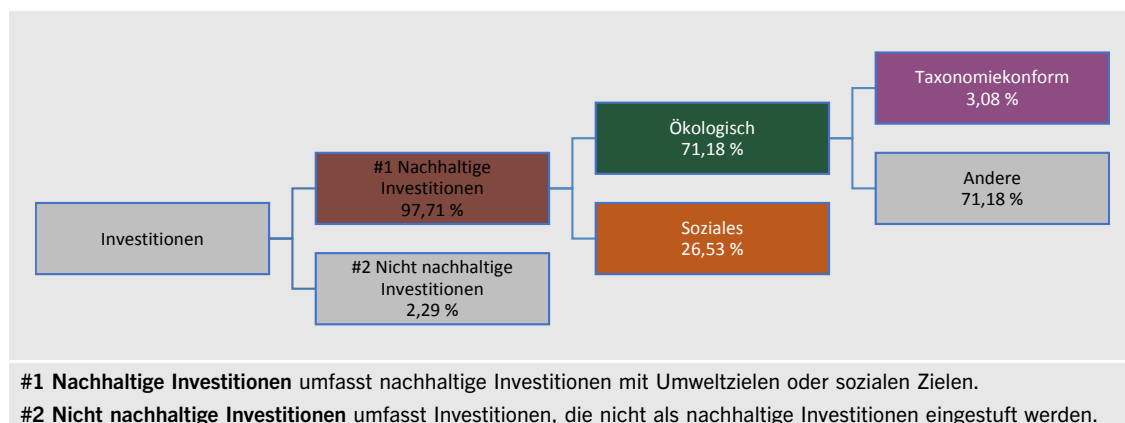 Investitionen
#1 Nachhaltige
Investitionen
97,71 %
#2 Nicht nachhaltige
Investitionen
2,29 %
Ökologisch
71,18 %
Soziales
26,53 %
Taxonomiekonform
3,08 %
Andere
71,18 %
#1 Nachhaltige Investitionen umfasst nachhaltige Investitionen mit Umweltzielen oder sozialen Zielen.
#2 Nicht nachhaltige Investitionen umfasst Investitionen, die nicht als nachhaltige Investitionen eingestuft werden.